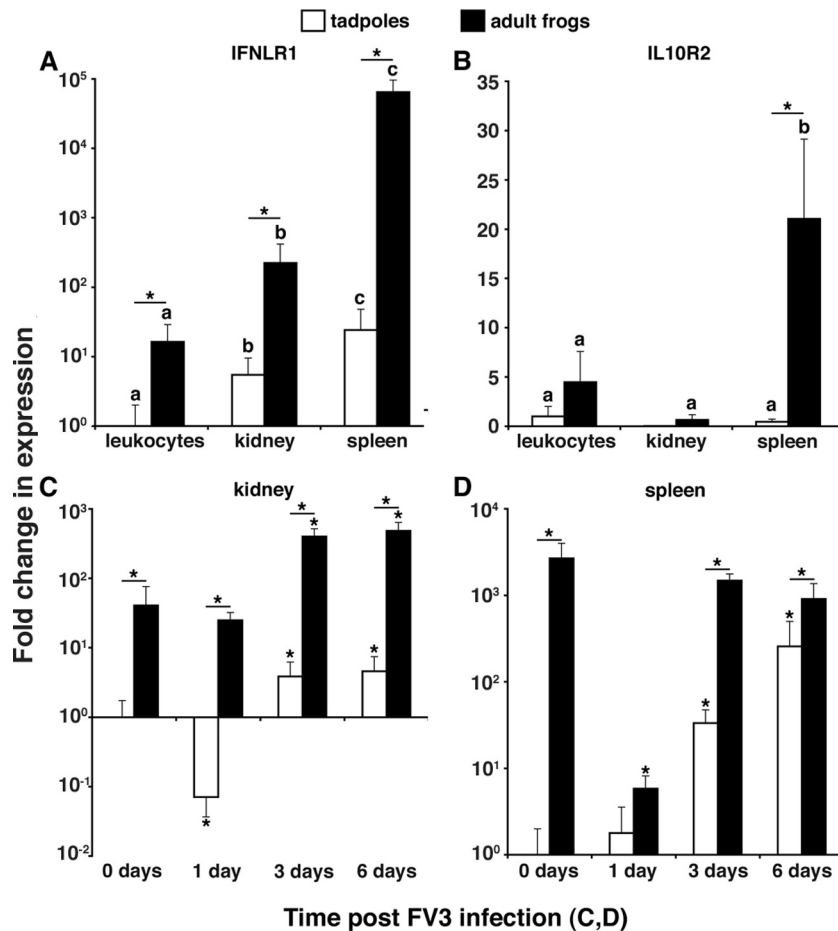 tadpoles adult frogs
A IFNLR1 B IL10R2
Fold change in expression
10^5
10^4
10^3
10^2
10^1
10^0
* * *
a a b b c c
leukocytes kidney spleen
35
30
25
20
15
10
5
0
*
a a a a b
leukocytes kidney spleen
C kidney D spleen
10^3
10^2
10^1
10^0
10^-1
10^-2
* * * * * * * * *
0 days 1 day 3 days 6 days
10^4
10^3
10^2
10^1
10^0
* * * * * *
0 days 1 day 3 days 6 days
Time post FV3 infection (C,D)